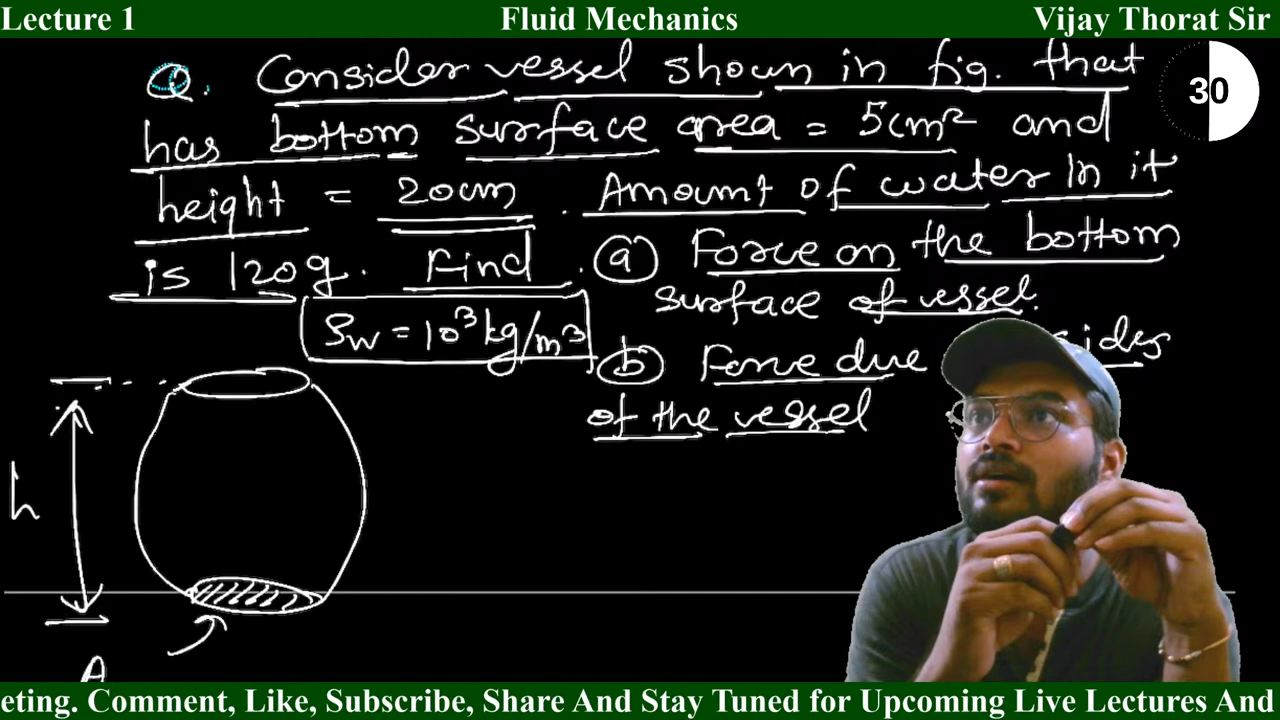 Lecture 1 Fluid Mechanics Vijay Thorat Sir
30
Q. Consider vessel shown in fig. that
has bottom surface area = 5cm² and
height = 20cm. Amount of water in it
is 120g. Find. (a) Force on the bottom
surface of vessel.
ρw = 10³ kg/m³
(b) Force due sides
of the vessel
h
A
eting. Comment, Like, Subscribe, Share And Stay Tuned for Upcoming Live Lectures And